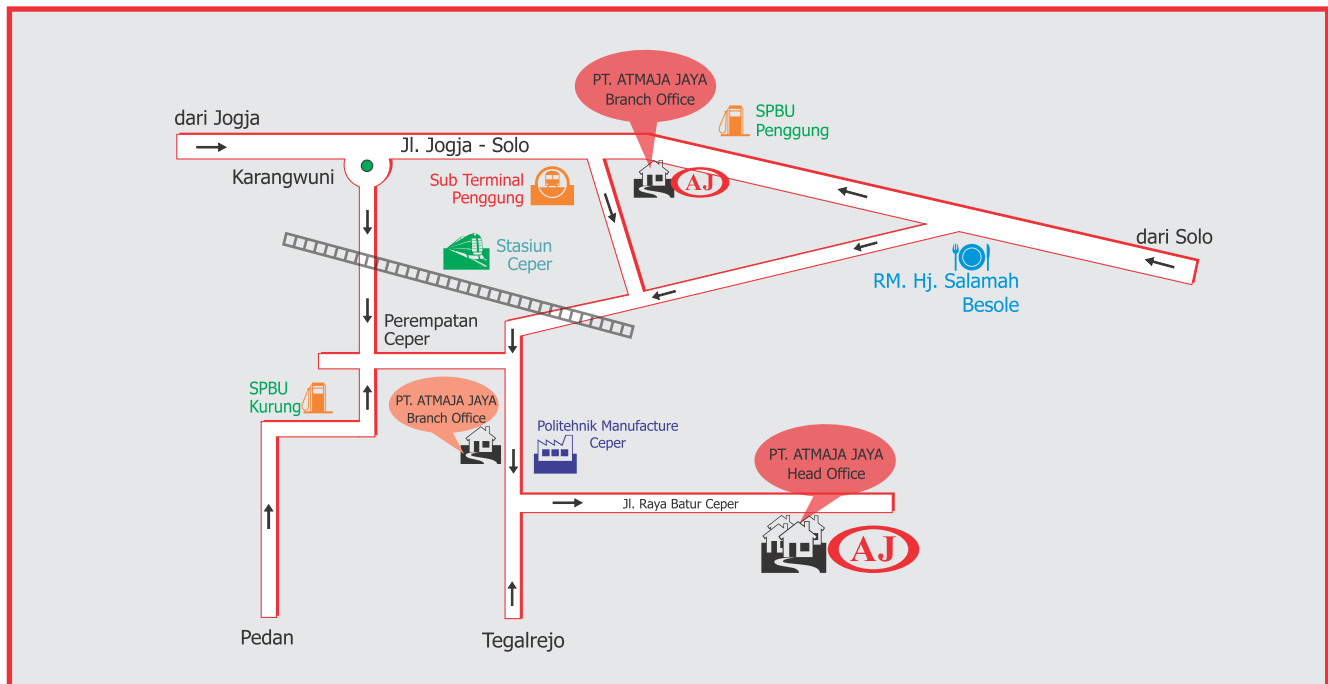 PT. ATMAJA JAYA
Branch Office
SPBU
Penggung
dari Jogja
Jl. Jogja - Solo
Karangwuni
Sub Terminal
Penggung
AJ
Stasiun
Ceper
dari Solo
RM. Hj. Salamah
Besole
Perempatan
Ceper
SPBU
Kurung
PT. ATMAJA JAYA
Branch Office
Politehnik Manufacture
Ceper
PT. ATMAJA JAYA
Head Office
Jl. Raya Batur Ceper
AJ
Pedan
Tegalrejo